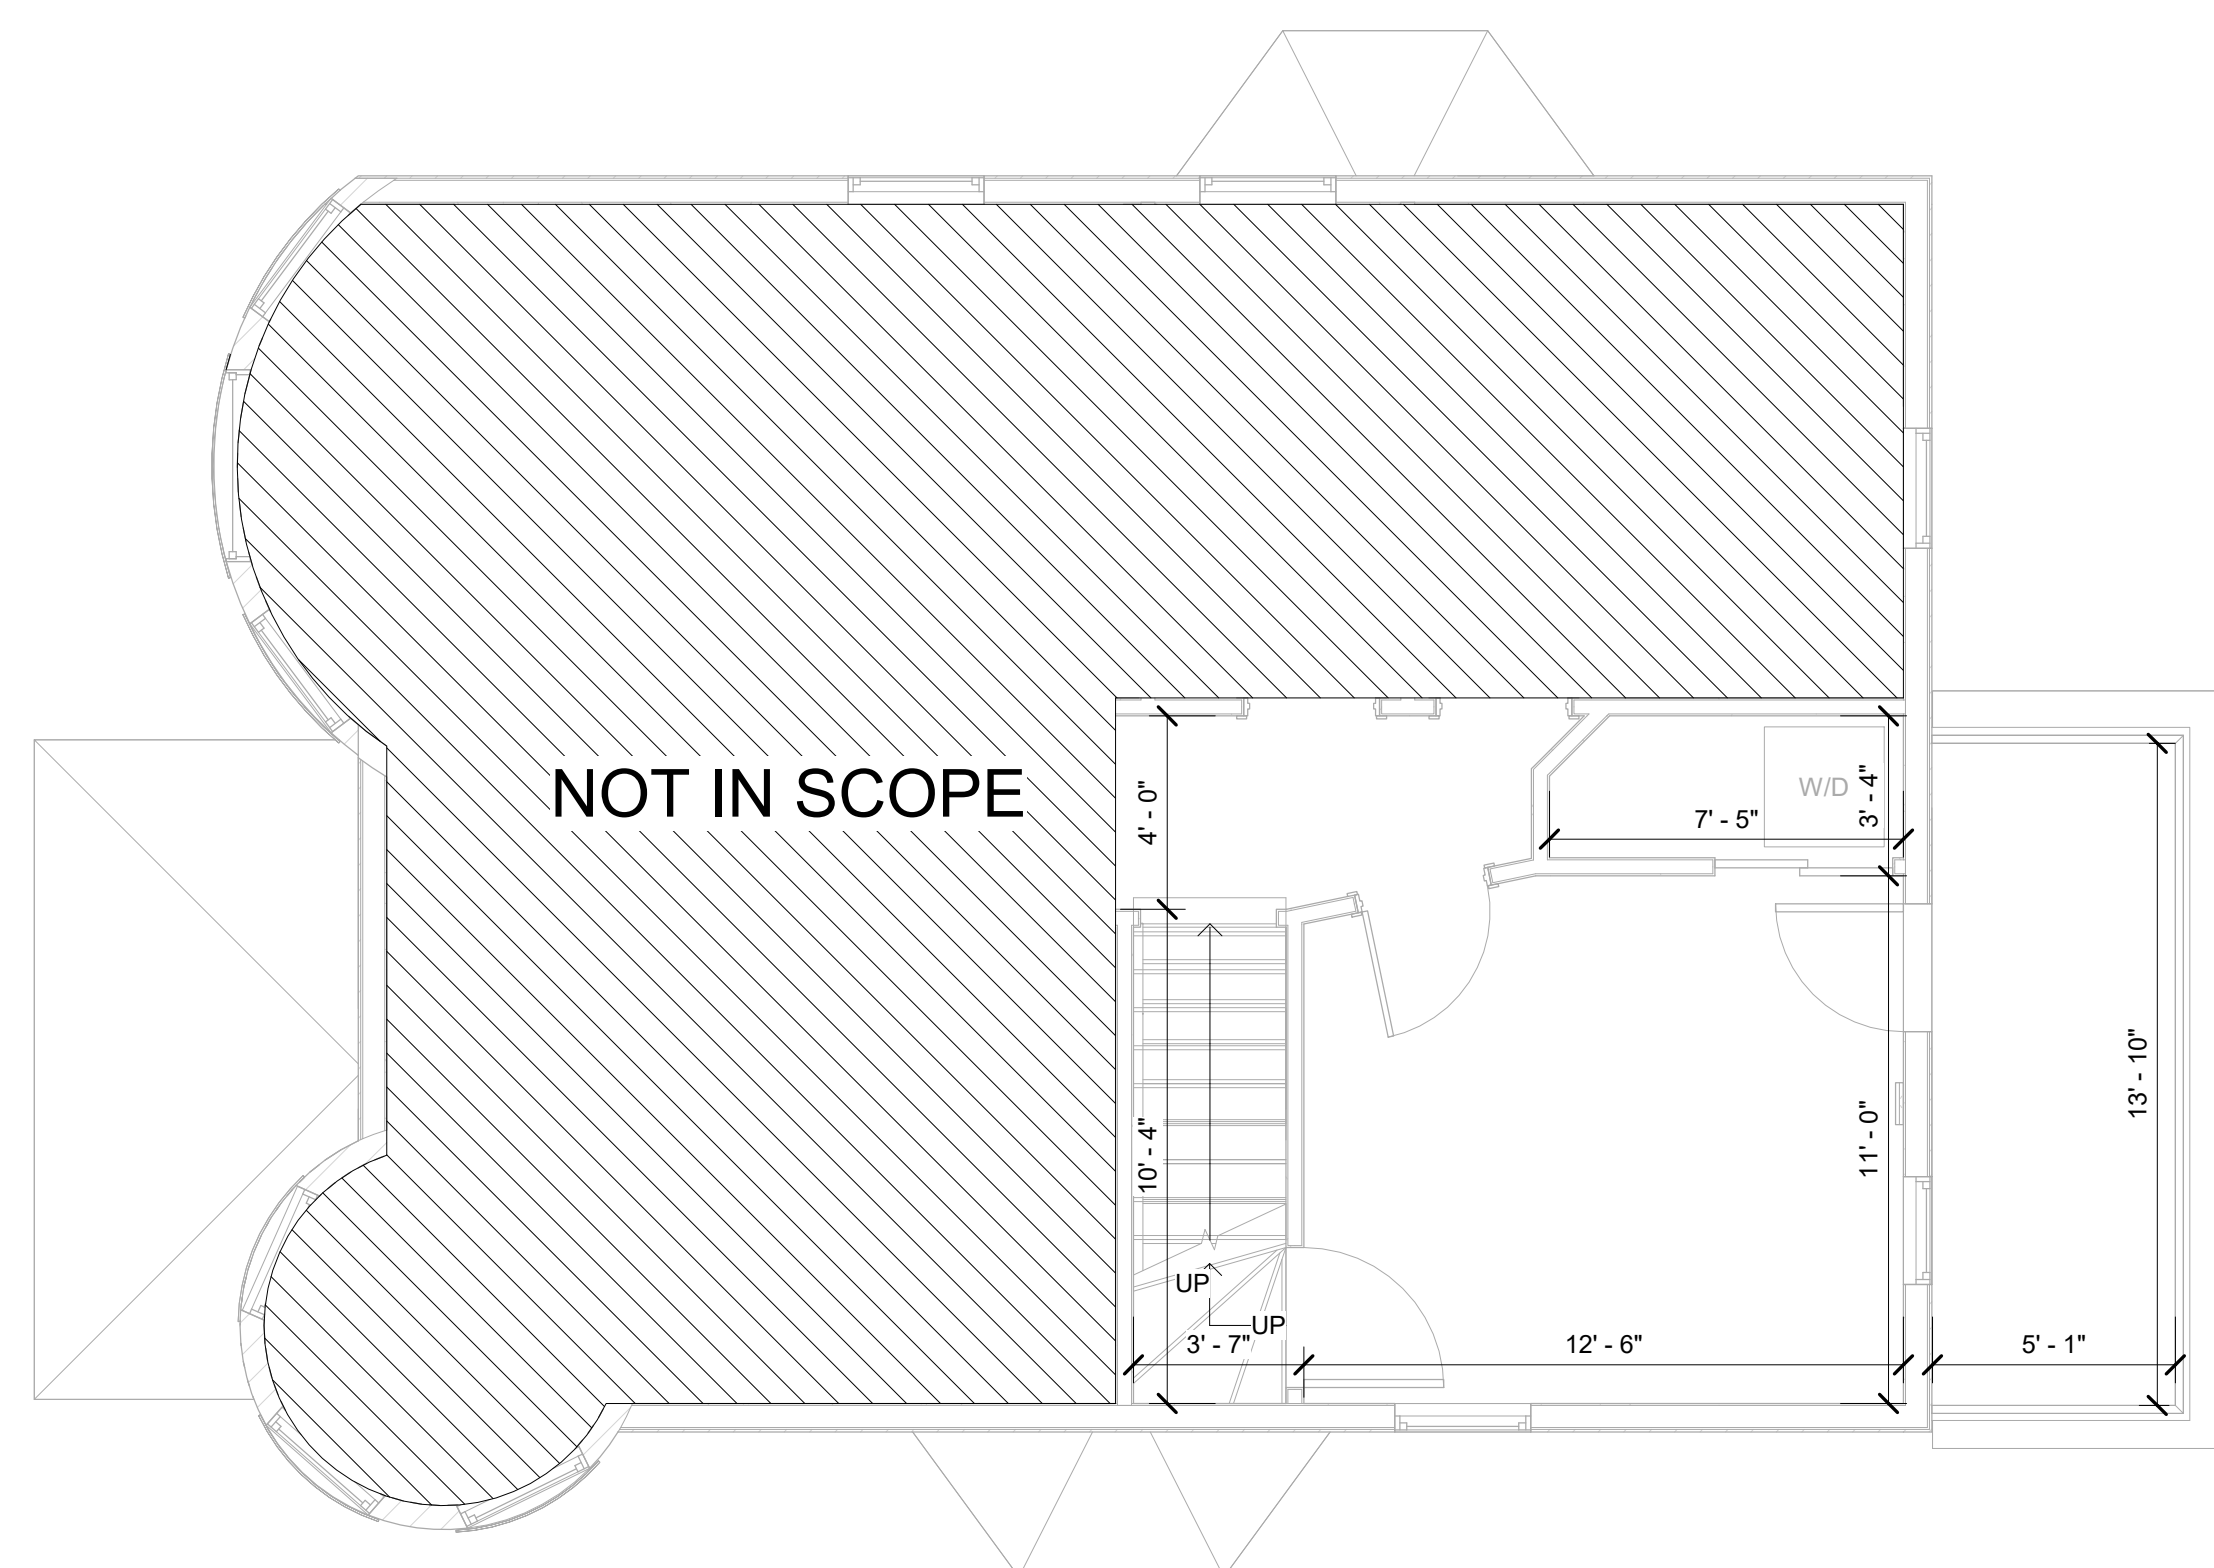 NOT IN SCOPE
4' - 0"
7' - 5"
W/D
3' - 4"
10' - 4"
11' - 0"
13' - 10"
UP
UP
3' - 7"
12' - 6"
5' - 1"